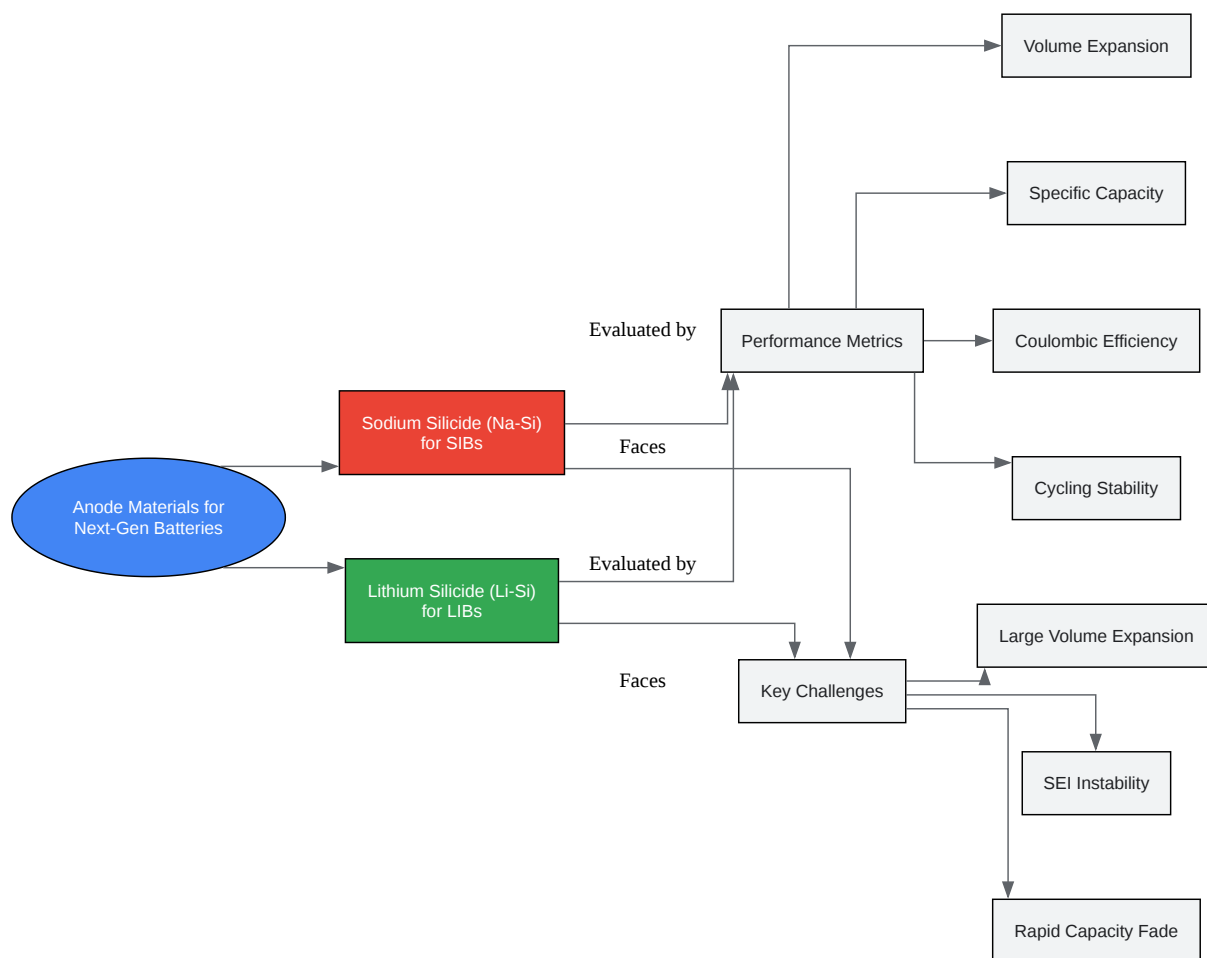 Volume Expansion
Specific Capacity
Evaluated by
Performance Metrics
Coulombic Efficiency
Sodium Silicide (Na-Si)
for SIBs
Faces
Cycling Stability
Anode Materials for
Next-Gen Batteries
Evaluated by
Lithium Silicide (Li-Si)
for LIBs
Large Volume Expansion
Faces
Key Challenges
SEI Instability
Rapid Capacity Fade